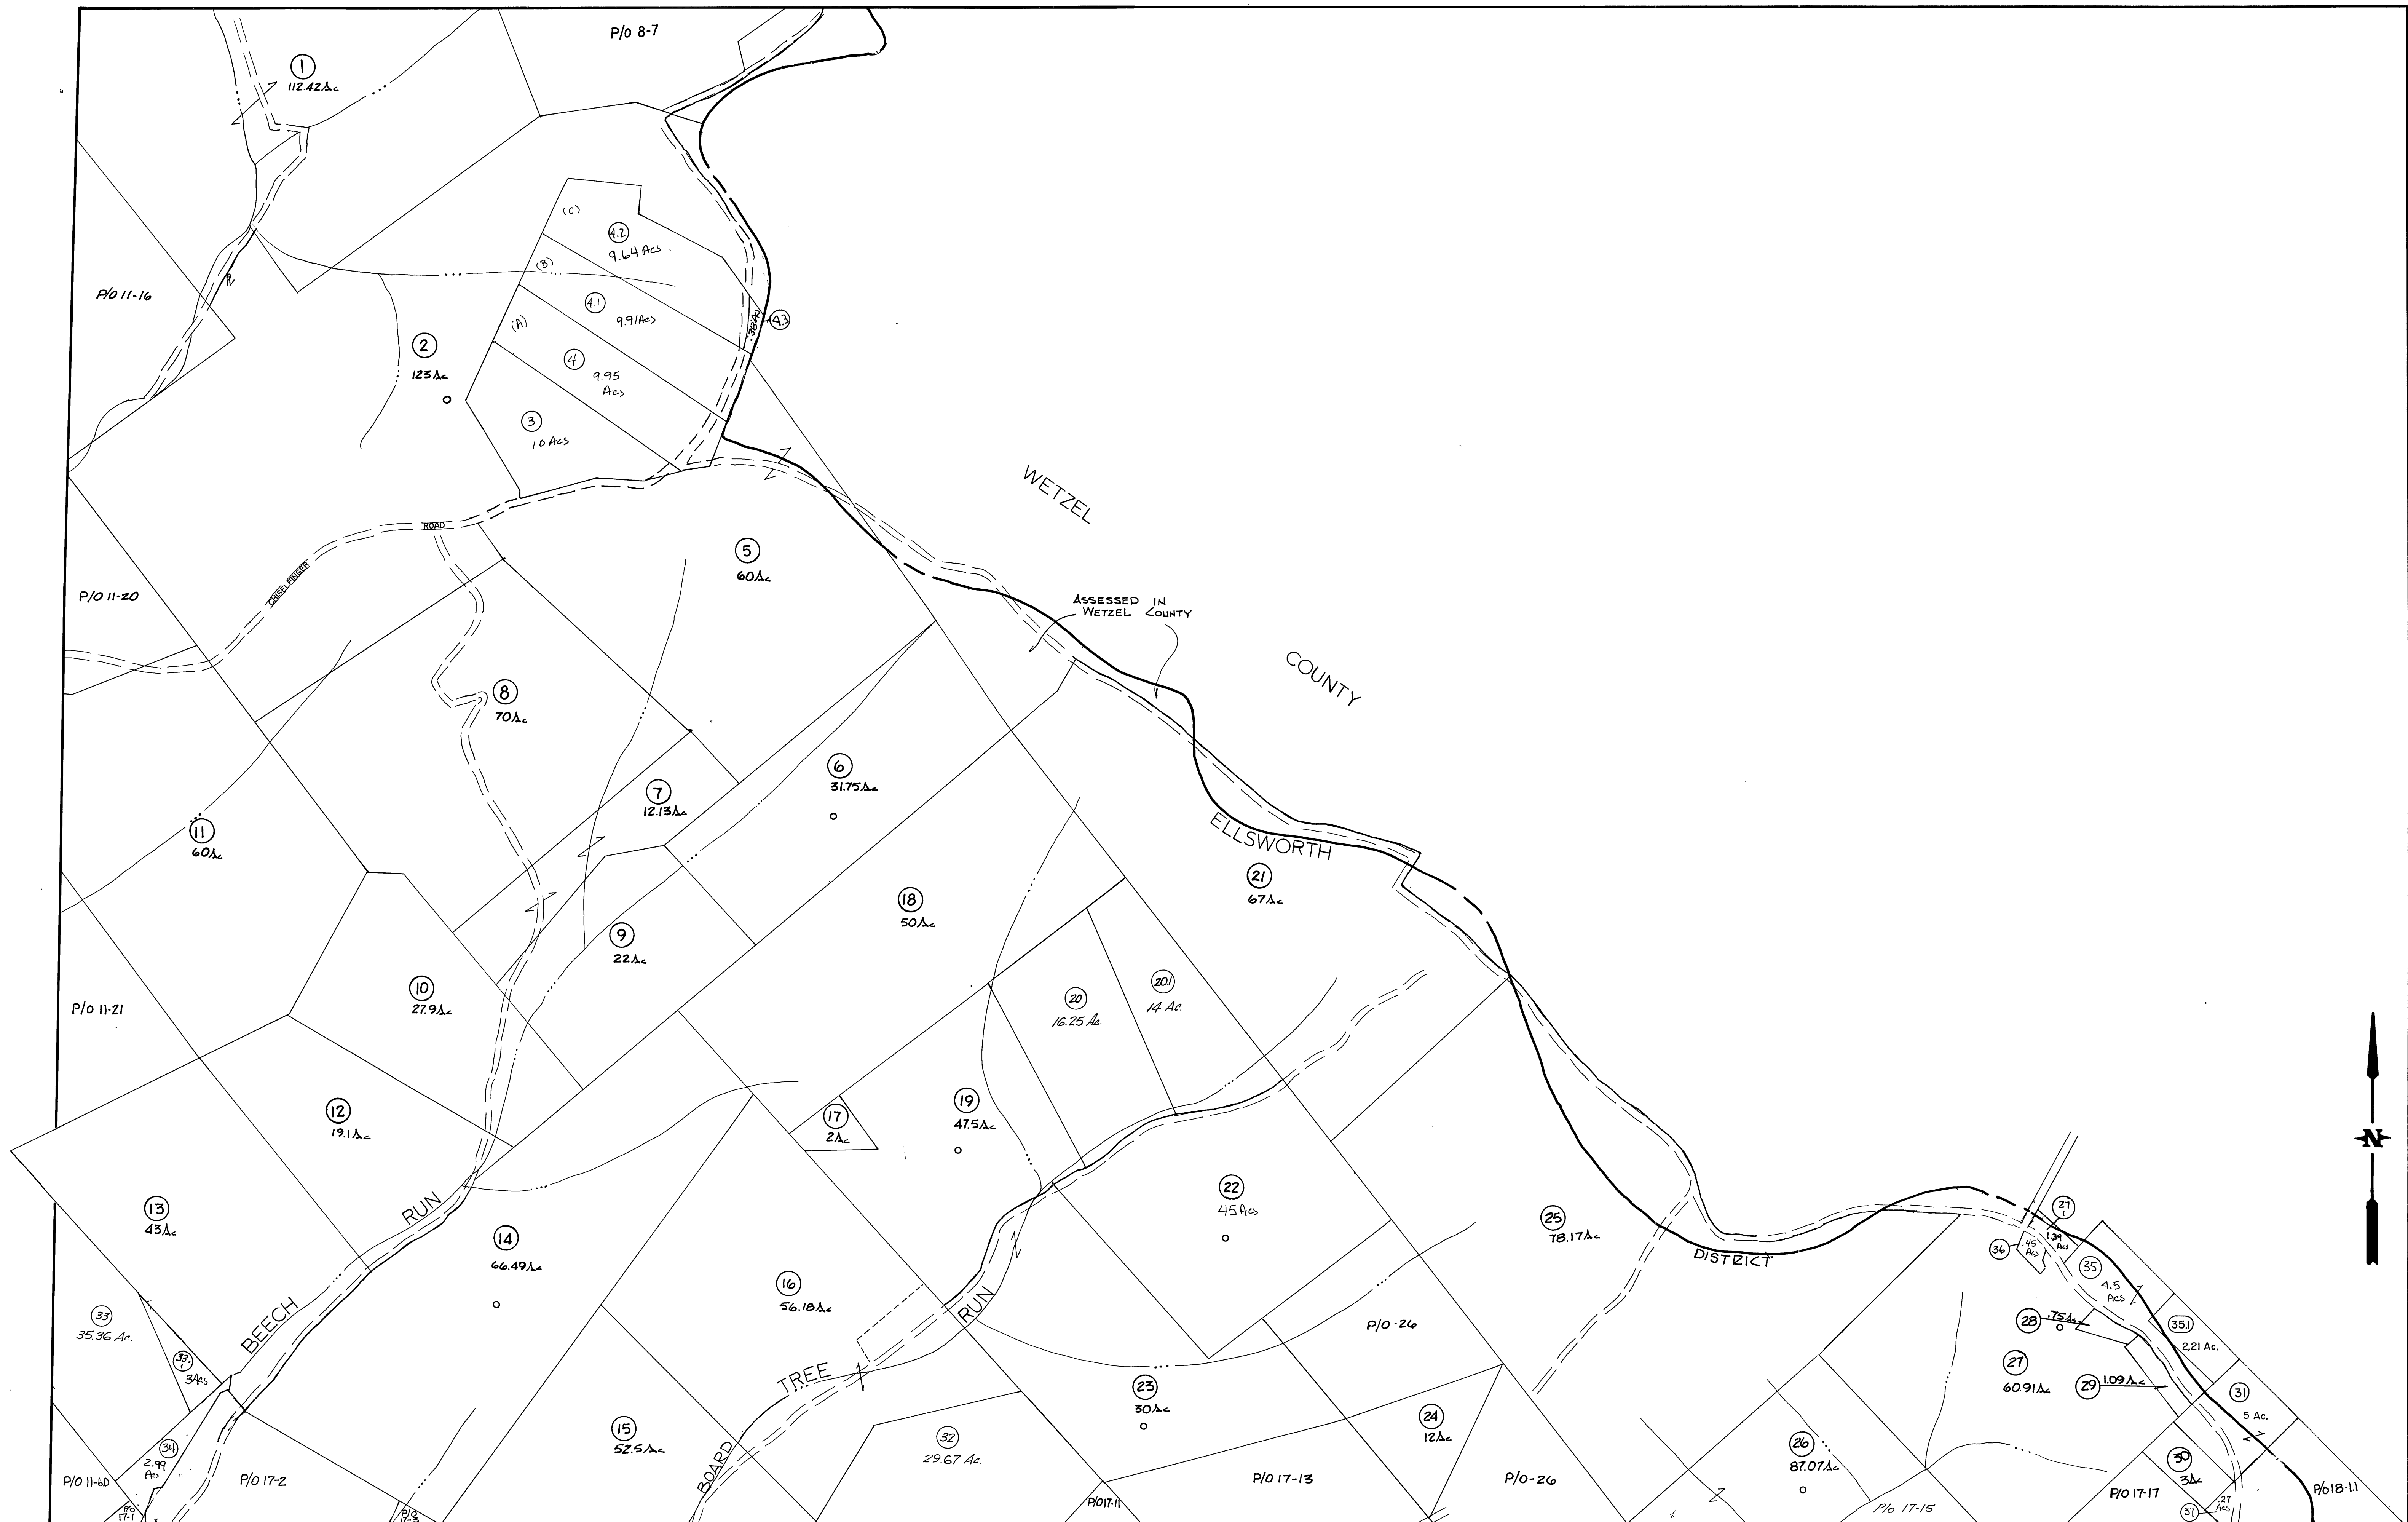 P/O 8-7
1
112.42 Ac
(C)
4.2
9.64 Acs
(B)
4.1
9.91 Acs
P/O 11-16
(A)
4.3
2
123 Ac
4
9.95
Acs
3
10 Acs
WETZEL
ROAD
CHISELFINGER
5
60 Ac
P/O 11-20
ASSESSED IN
WETZEL COUNTY
COUNTY
8
70 Ac
6
31.75 Ac
7
12.13 Ac
11
60 Ac
ELLSWORTH
21
67 Ac
18
50 Ac
9
22 Ac
10
27.9 Ac
20
16.25 Ac.
20.1
14 Ac.
P/O 11-21
12
19.1 Ac
17
2 Ac
19
47.5 Ac
N
13
43 Ac
RUN
14
66.49 Ac
22
45 Acs
25
78.17 Ac
DISTRICT
27
1
1.39
Acs
36
.45
Acs
35
4.5
Acs
16
56.18 Ac
RUN
BEECH
33
35.36 Ac.
33.1
3 Acs
P/O-26
28
.75 Ac
35.1
2.21 Ac.
27
60.91 Ac
29
1.09 Ac
31
5 Ac.
TREE
23
30 Ac
24
12 Ac
15
52.5 Ac
BOARD
32
29.67 Ac.
26
87.07 Ac
34
2.99
Acs
P/O 11-60
P/O 17-2
P/O 17-13
P/O-26
30
3 Ac
P/O 17-17
P/O 18-1.1
P/O 17-11
P/O 17-15
P/O
17-1
P/O
17-3
.27
Acs
37